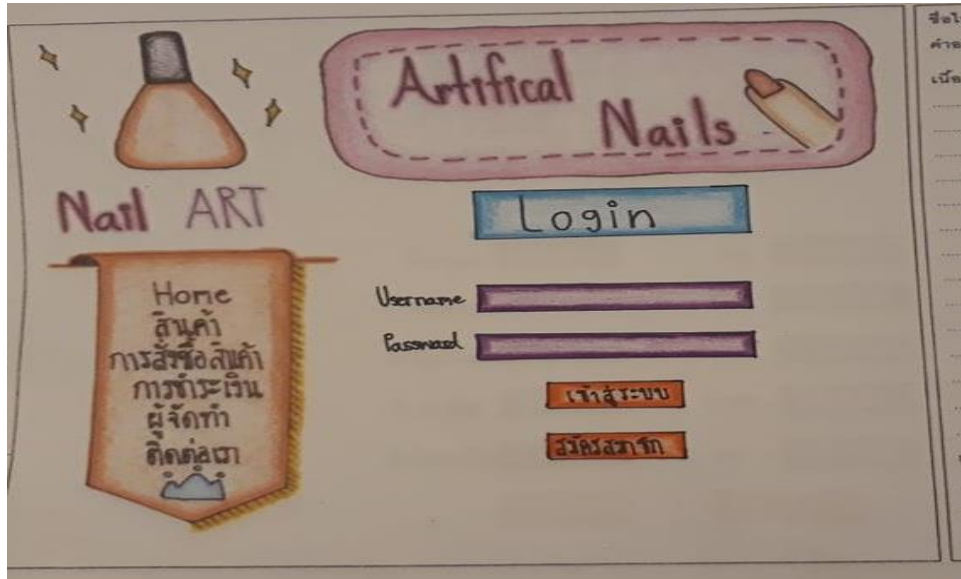 Artifical
Nails
Nail ART
Home
สินค้า
การสั่งซื้อสินค้า
การชำระเงิน
ผู้จัดทำ
ติดต่อเรา
Login
Username
Password
เข้าสู่ระบบ
สมัครสมาชิก